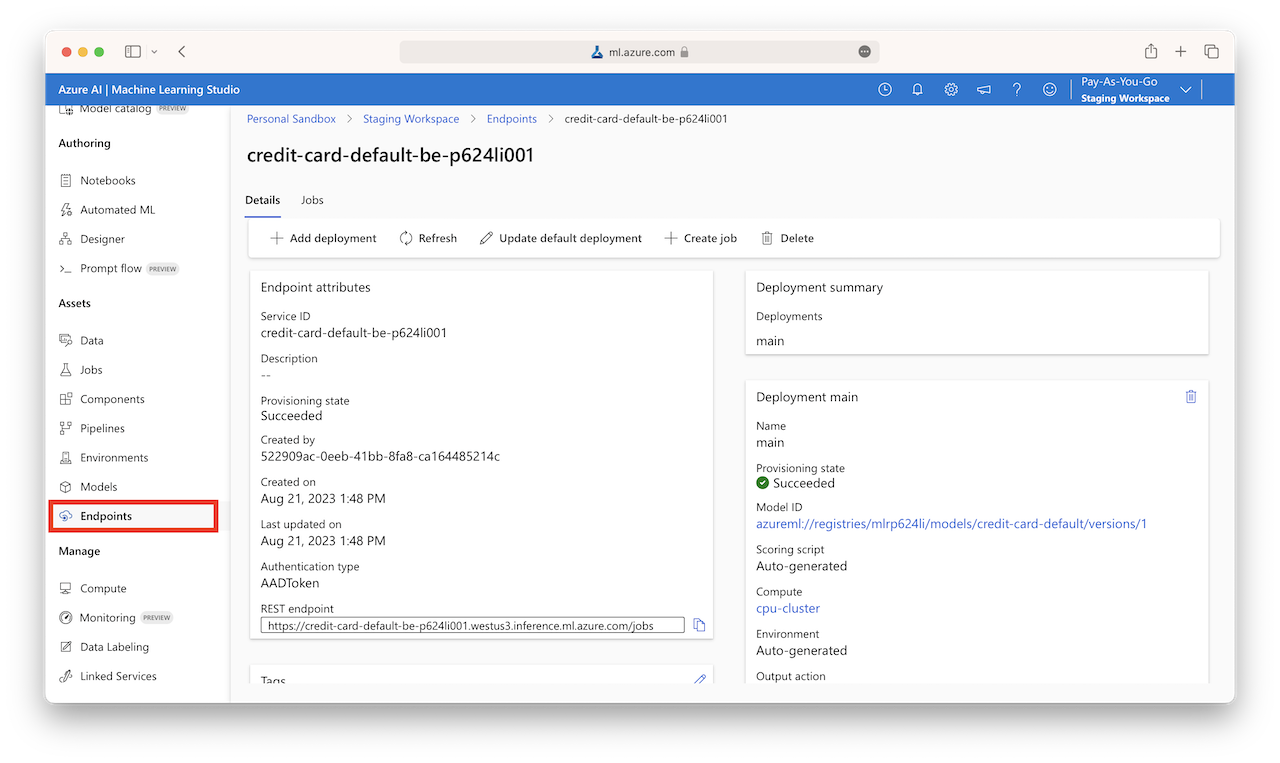 ml.azure.com
Azure AI | Machine Learning Studio
Pay-As-You-Go
Staging Workspace
Model catalog PREVIEW
Authoring
Notebooks
Automated ML
Designer
Prompt flow PREVIEW
Assets
Data
Jobs
Components
Pipelines
Environments
Models
Endpoints
Manage
Compute
Monitoring PREVIEW
Data Labeling
Linked Services
Personal Sandbox > Staging Workspace > Endpoints > credit-card-default-be-p624li001
credit-card-default-be-p624li001
Details Jobs
Add deployment Refresh Update default deployment Create job Delete
Endpoint attributes
Service ID
credit-card-default-be-p624li001
Description
--
Provisioning state
Succeeded
Created by
522909ac-0eeb-41bb-8fa8-ca164485214c
Created on
Aug 21, 2023 1:48 PM
Last updated on
Aug 21, 2023 1:48 PM
Authentication type
AADToken
REST endpoint
https://credit-card-default-be-p624li001.westus3.inference.ml.azure.com/jobs
Tags
Deployment summary
Deployments
main
Deployment main
Name
main
Provisioning state
Succeeded
Model ID
azureml://registries/mlrp624li/models/credit-card-default/versions/1
Scoring script
Auto-generated
Compute
cpu-cluster
Environment
Auto-generated
Output action